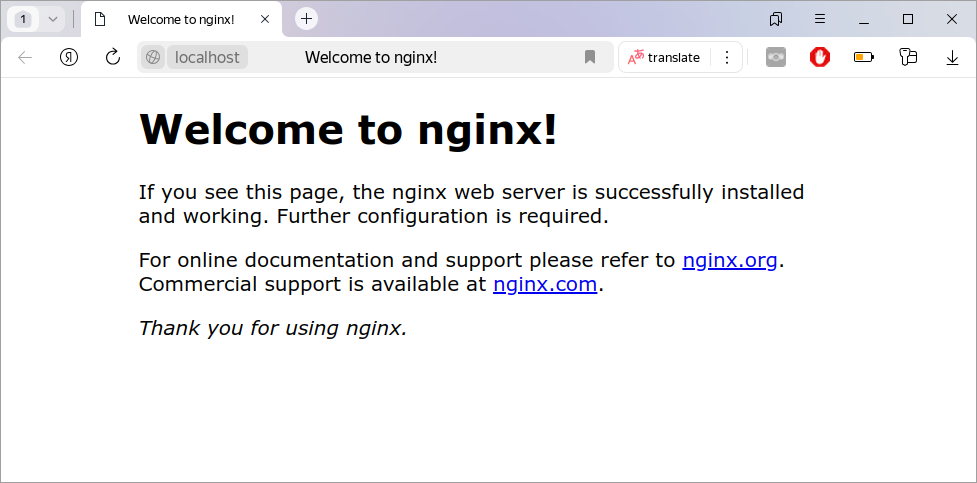 1
Welcome to nginx!
Я
localhost
Welcome to nginx!
translate
Welcome to nginx!
If you see this page, the nginx web server is successfully installed
and working. Further configuration is required.
For online documentation and support please refer to nginx.org.
Commercial support is available at nginx.com.
Thank you for using nginx.